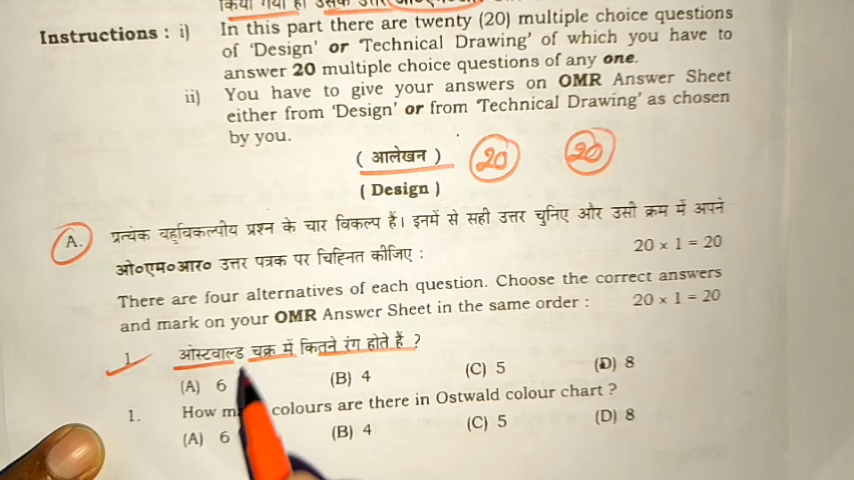 किया गया हो उसके उत्तर
Instructions : i) In this part there are twenty (20) multiple choice questions
of 'Design' or 'Technical Drawing' of which you have to
answer 20 multiple choice questions of any one.
ii) You have to give your answers on OMR Answer Sheet
either from 'Design' or from 'Technical Drawing' as chosen
by you.
( आलेखन ) 20 20
( Design )
A. प्रत्येक बहुविकल्पीय प्रश्न के चार विकल्प हैं। इनमें से सही उत्तर चुनिए और उसी क्रम में अपने
ओ०एम०आर० उत्तर पत्रक पर चिह्नित कीजिए : 20 × 1 = 20
There are four alternatives of each question. Choose the correct answers
and mark on your OMR Answer Sheet in the same order : 20 × 1 = 20
1. ओस्टवाल्ड चक्र में कितने रंग होते हैं ?
(A) 6 (B) 4 (C) 5 (D) 8
1. How colours are there in Ostwald colour chart ?
(A) 6 (B) 4 (C) 5 (D) 8